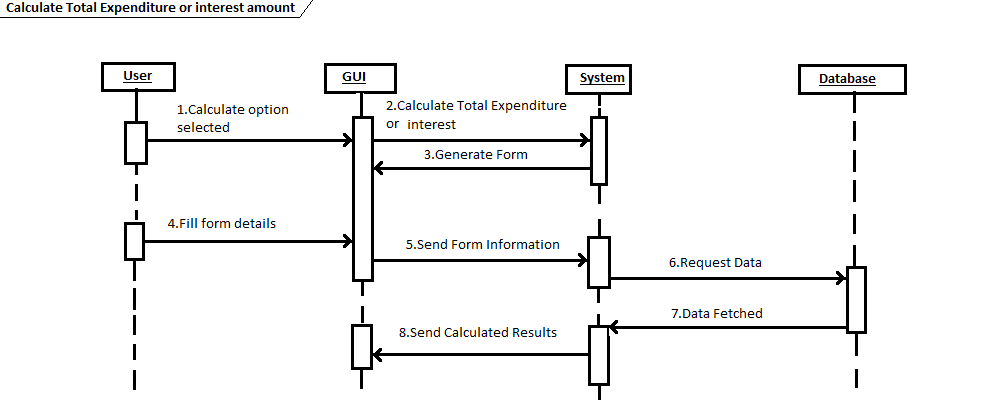 Calculate Total Expenditure or interest amount
User
GUI
System
Database
1.Calculate option
selected
2.Calculate Total Expenditure
or interest
3.Generate Form
4.Fill form details
5.Send Form Information
6.Request Data
7.Data Fetched
8.Send Calculated Results